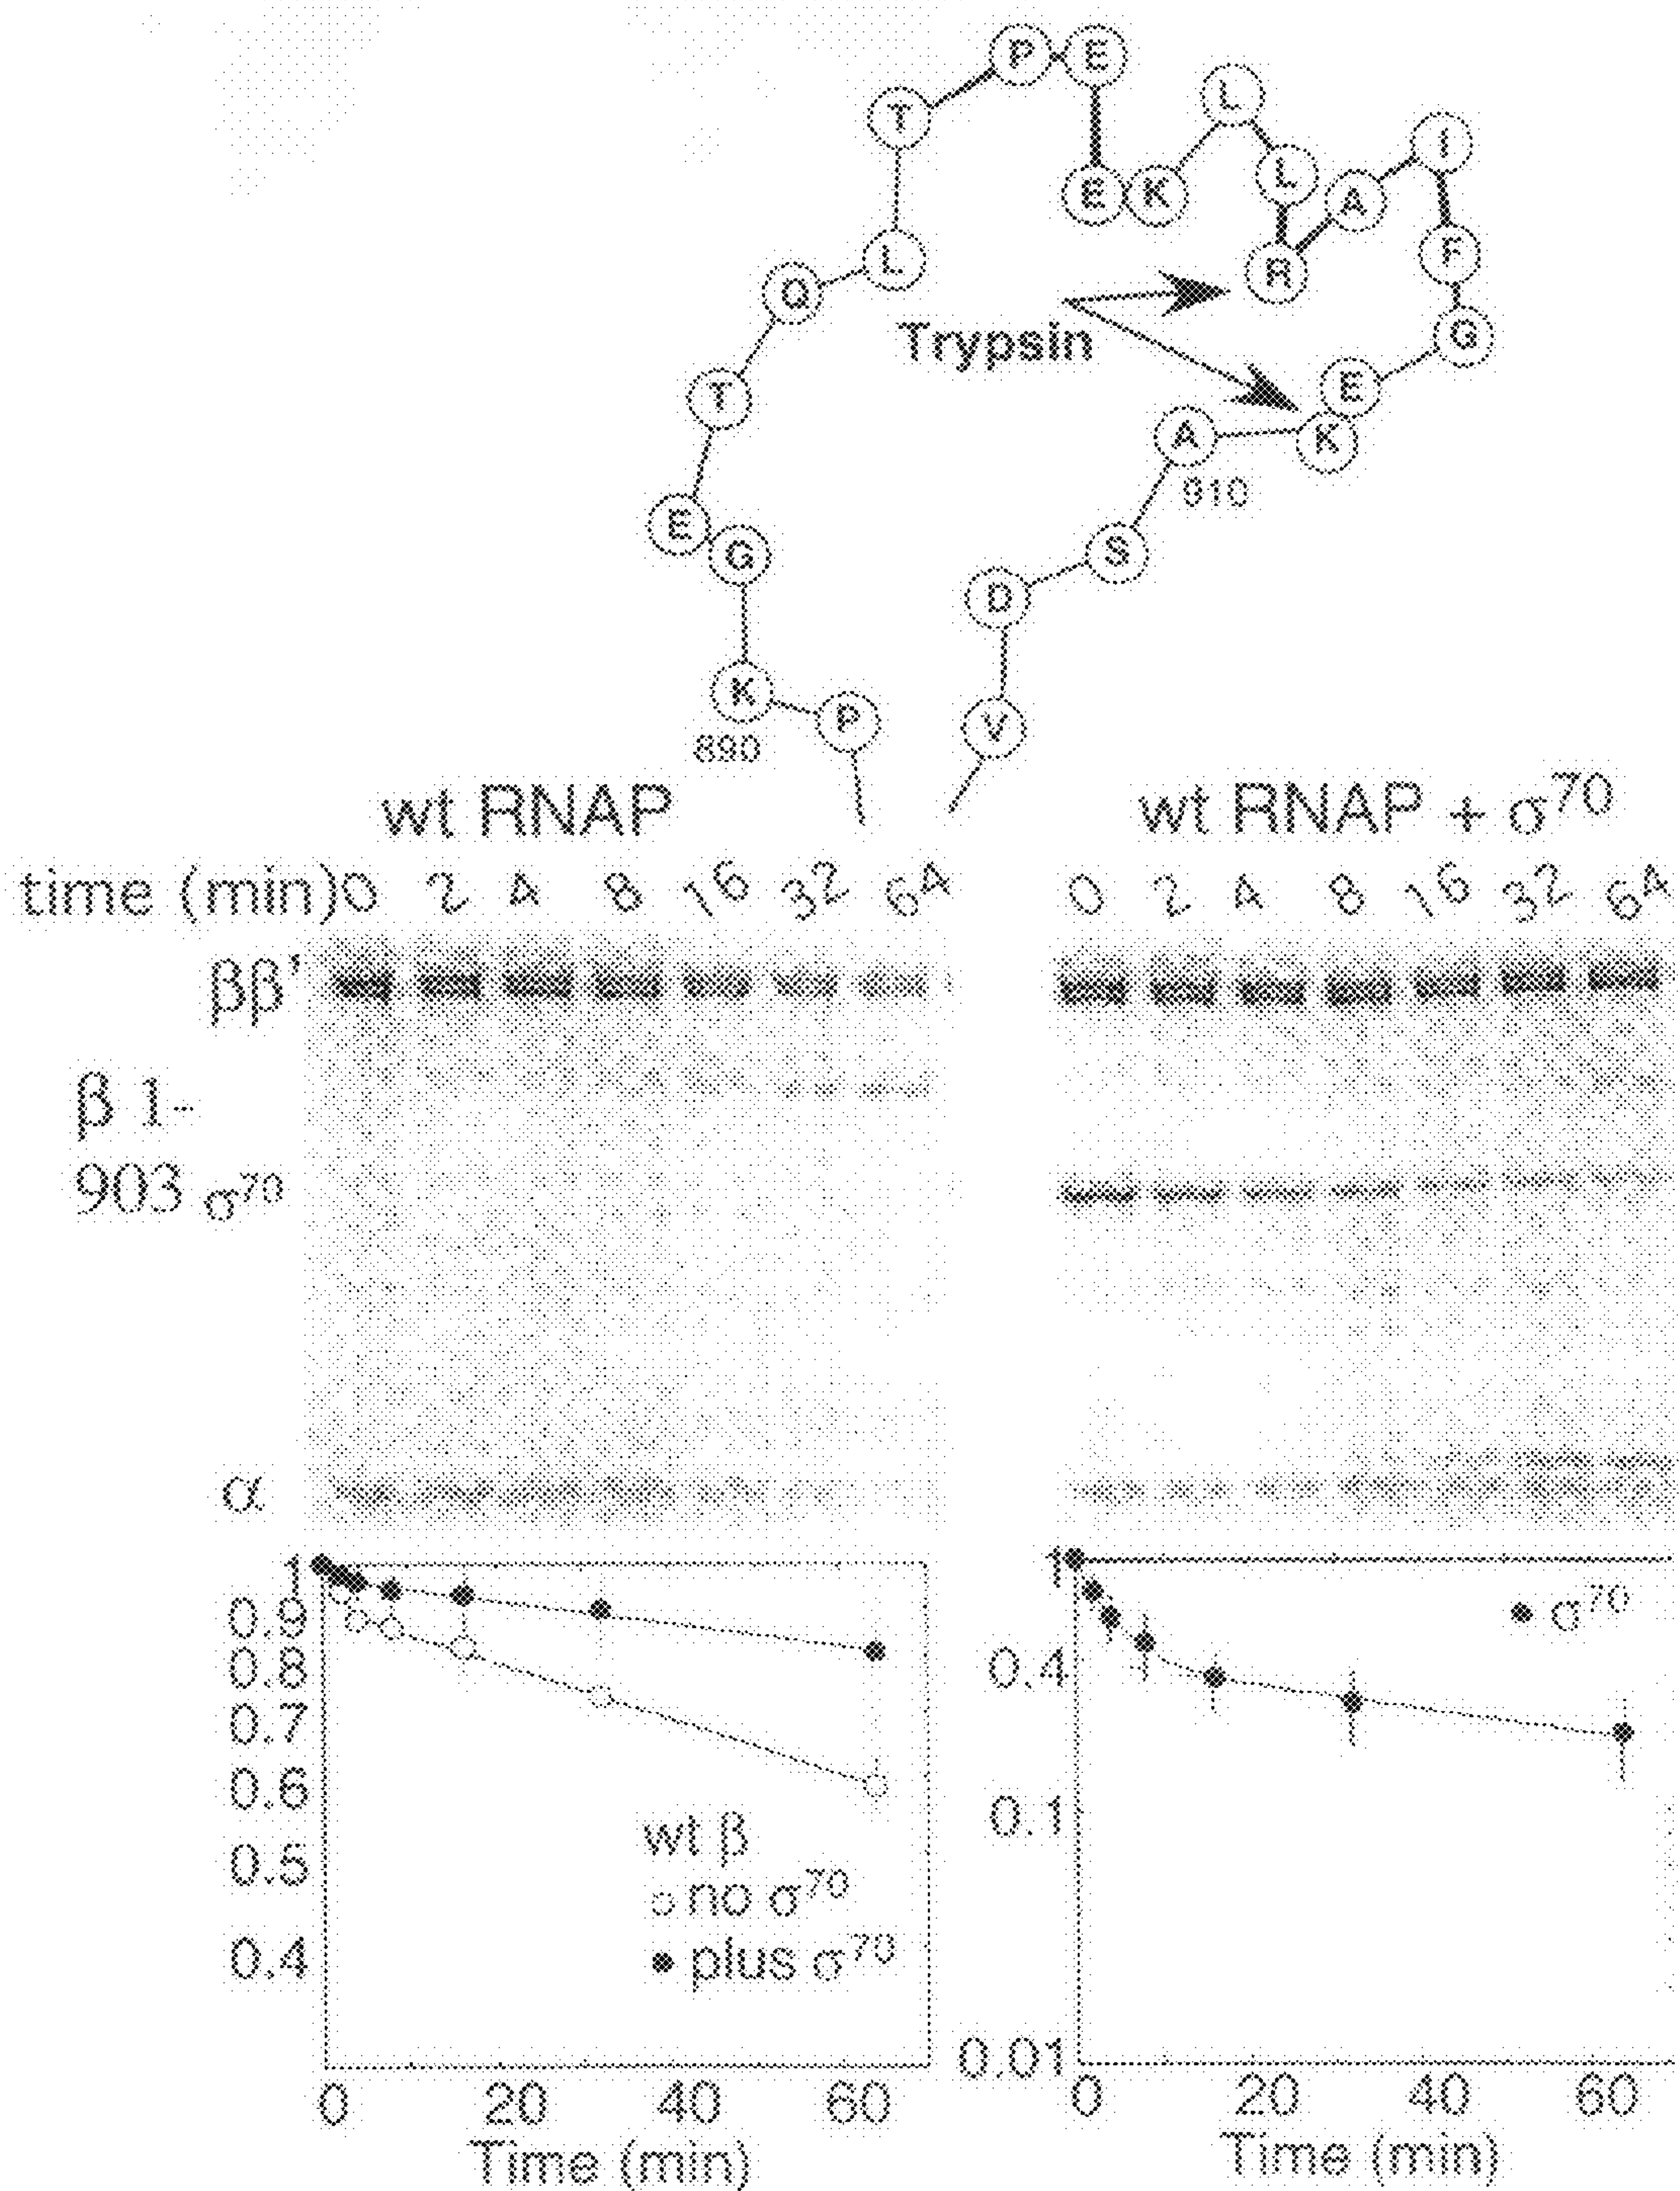 P E
T
L
L
I
E K
L
A
Q L
R
F
Trypsin
G
T
E
A K
910
E
G
S
D
K
P
V
890
wt RNAP
wt RNAP + σ70
time (min) 0 2 4 8 16 32 64
0 2 4 8 16 32 64
ββ'
β 1-
903 σ70
α
1
0.9
0.8
0.7
0.6
0.5
0.4
wt β
○ no σ70
● plus σ70
0 20 40 60
Time (min)
1
0.4
0.1
0.01
● σ70
0 20 40 60
Time (min)